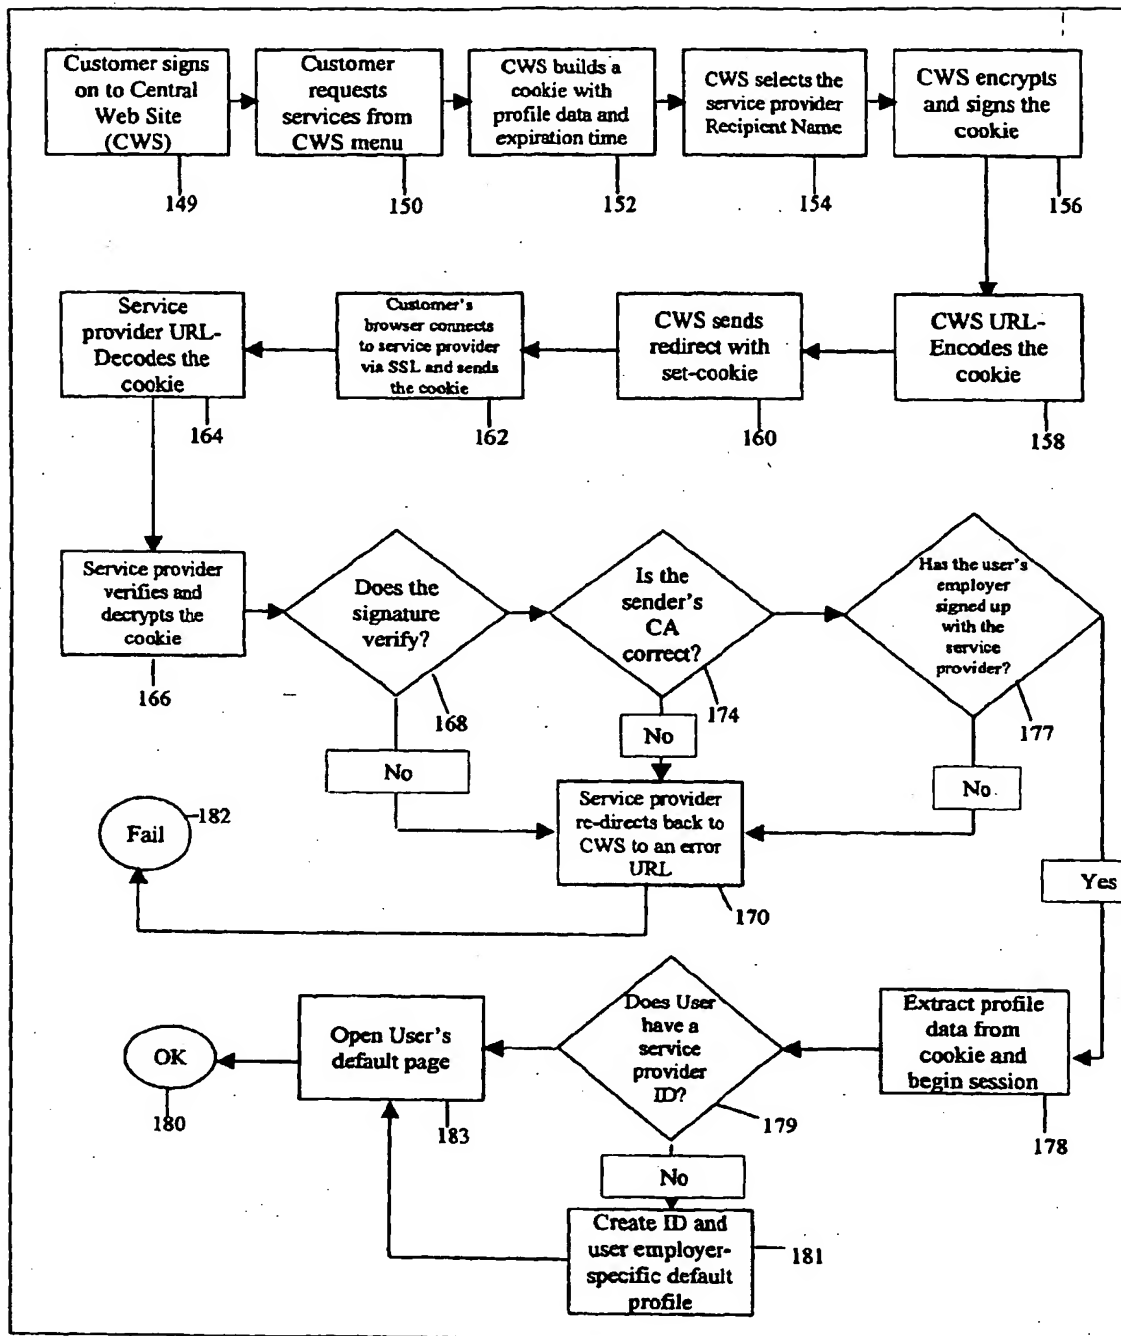 Customer signs
on to Central
Web Site
(CWS)
149
Customer
requests
services from
CWS menu
150
CWS builds a
cookie with
profile data and
expiration time
152
CWS selects the
service provider
Recipient Name
154
CWS encrypts
and signs the
cookie
156
Service
provider URL-
Decodes the
cookie
164
Customer's
browser connects
to service provider
via SSL and sends
the cookie
162
CWS sends
redirect with
set-cookie
160
CWS URL-
Encodes the
cookie
158
Service provider
verifies and
decrypts the
cookie
166
Does the
signature
verify?
168
Is the
sender's
CA
correct?
174
Has the user's
employer
signed up
with the
service
provider?
177
No
No
No
Fail
182
Service provider
re-directs back to
CWS to an error
URL
170
Yes
OK
180
Open User's
default page
183
Does User
have a
service
provider
ID?
179
Extract profile
data from
cookie and
begin session
178
No
Create ID and
user employer-
specific default
profile
181